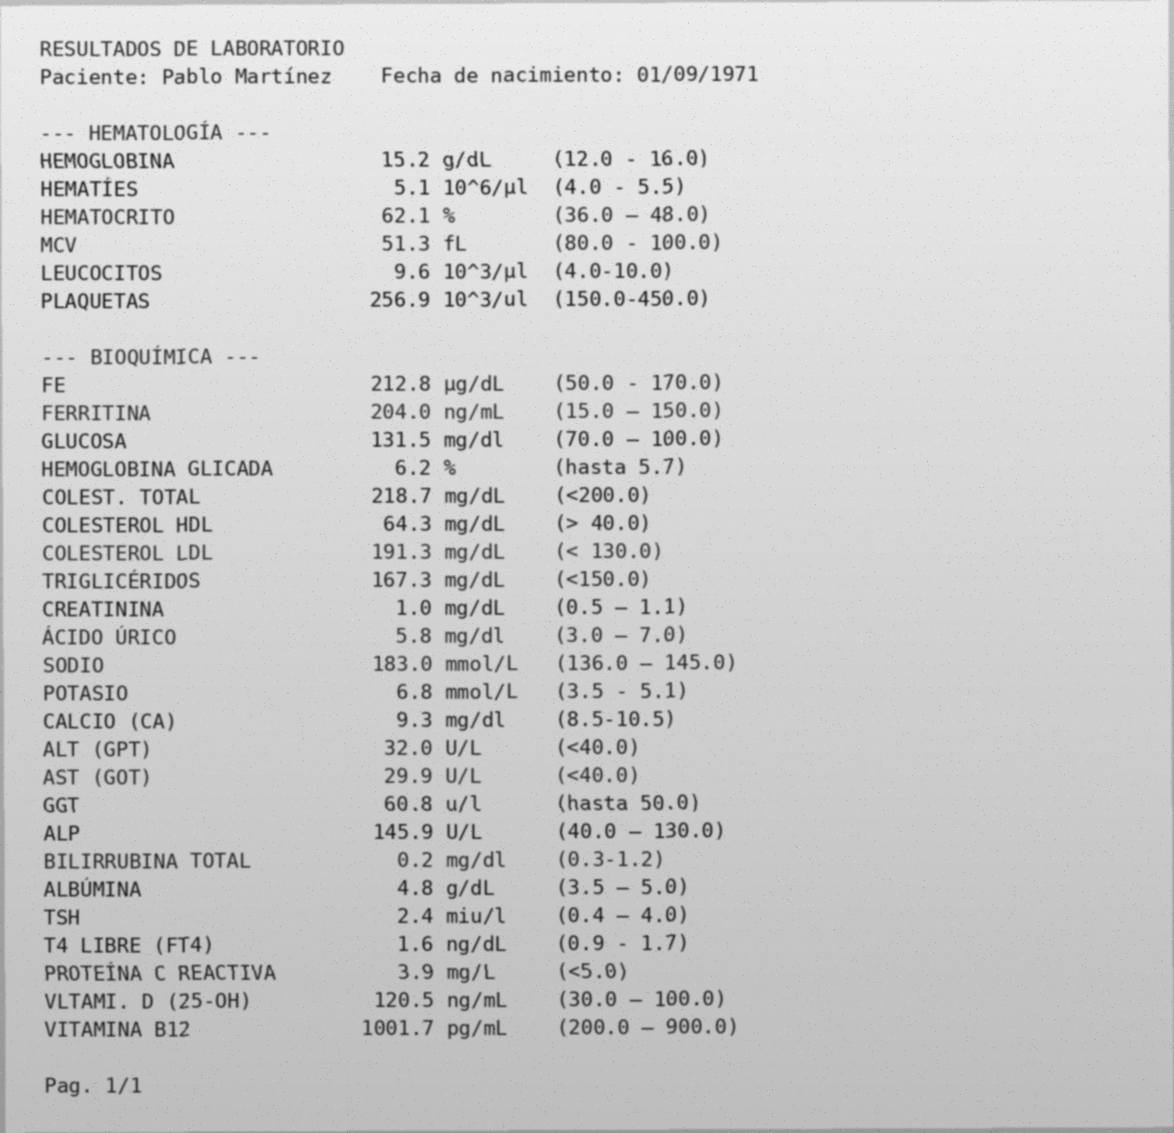 RESULTADOS DE LABORATORIO
Paciente: Pablo Martínez    Fecha de nacimiento: 01/09/1971

--- HEMATOLOGÍA ---
HEMOGLOBINA                 15.2 g/dL     (12.0 - 16.0)
HEMATÍES                     5.1 10^6/µl  (4.0 - 5.5)
HEMATOCRITO                 62.1 %        (36.0 – 48.0)
MCV                         51.3 fL       (80.0 - 100.0)
LEUCOCITOS                   9.6 10^3/µl  (4.0-10.0)
PLAQUETAS                  256.9 10^3/ul  (150.0-450.0)

--- BIOQUÍMICA ---
FE                         212.8 µg/dL    (50.0 - 170.0)
FERRITINA                  204.0 ng/mL    (15.0 – 150.0)
GLUCOSA                    131.5 mg/dl    (70.0 – 100.0)
HEMOGLOBINA GLICADA          6.2 %        (hasta 5.7)
COLEST. TOTAL              218.7 mg/dL    (<200.0)
COLESTEROL HDL              64.3 mg/dL    (> 40.0)
COLESTEROL LDL             191.3 mg/dL    (< 130.0)
TRIGLICÉRIDOS              167.3 mg/dL    (<150.0)
CREATININA                   1.0 mg/dL    (0.5 – 1.1)
ÁCIDO ÚRICO                  5.8 mg/dl    (3.0 – 7.0)
SODIO                      183.0 mmol/L   (136.0 – 145.0)
POTASIO                      6.8 mmol/L   (3.5 - 5.1)
CALCIO (CA)                  9.3 mg/dl    (8.5-10.5)
ALT (GPT)                   32.0 U/L      (<40.0)
AST (GOT)                   29.9 U/L      (<40.0)
GGT                         60.8 u/l      (hasta 50.0)
ALP                        145.9 U/L      (40.0 – 130.0)
BILIRRUBINA TOTAL            0.2 mg/dl    (0.3-1.2)
ALBÚMINA                     4.8 g/dL     (3.5 – 5.0)
TSH                          2.4 miu/l    (0.4 – 4.0)
T4 LIBRE (FT4)               1.6 ng/dL    (0.9 - 1.7)
PROTEÍNA C REACTIVA          3.9 mg/L     (<5.0)
VLTAMI. D (25-OH)          120.5 ng/mL    (30.0 – 100.0)
VITAMINA B12              1001.7 pg/mL    (200.0 – 900.0)

Pag. 1/1